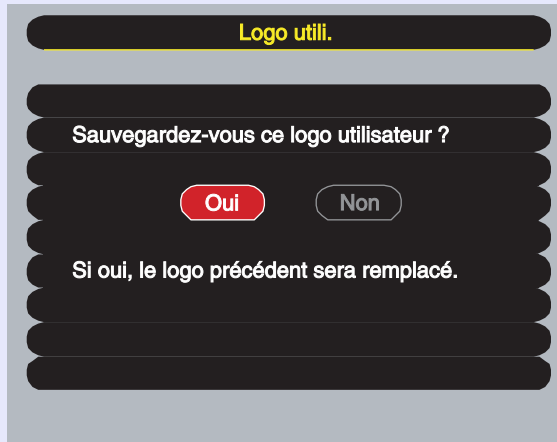 Logo utili.
Sauvegardez-vous ce logo utilisateur ?
Oui Non
Si oui, le logo précédent sera remplacé.